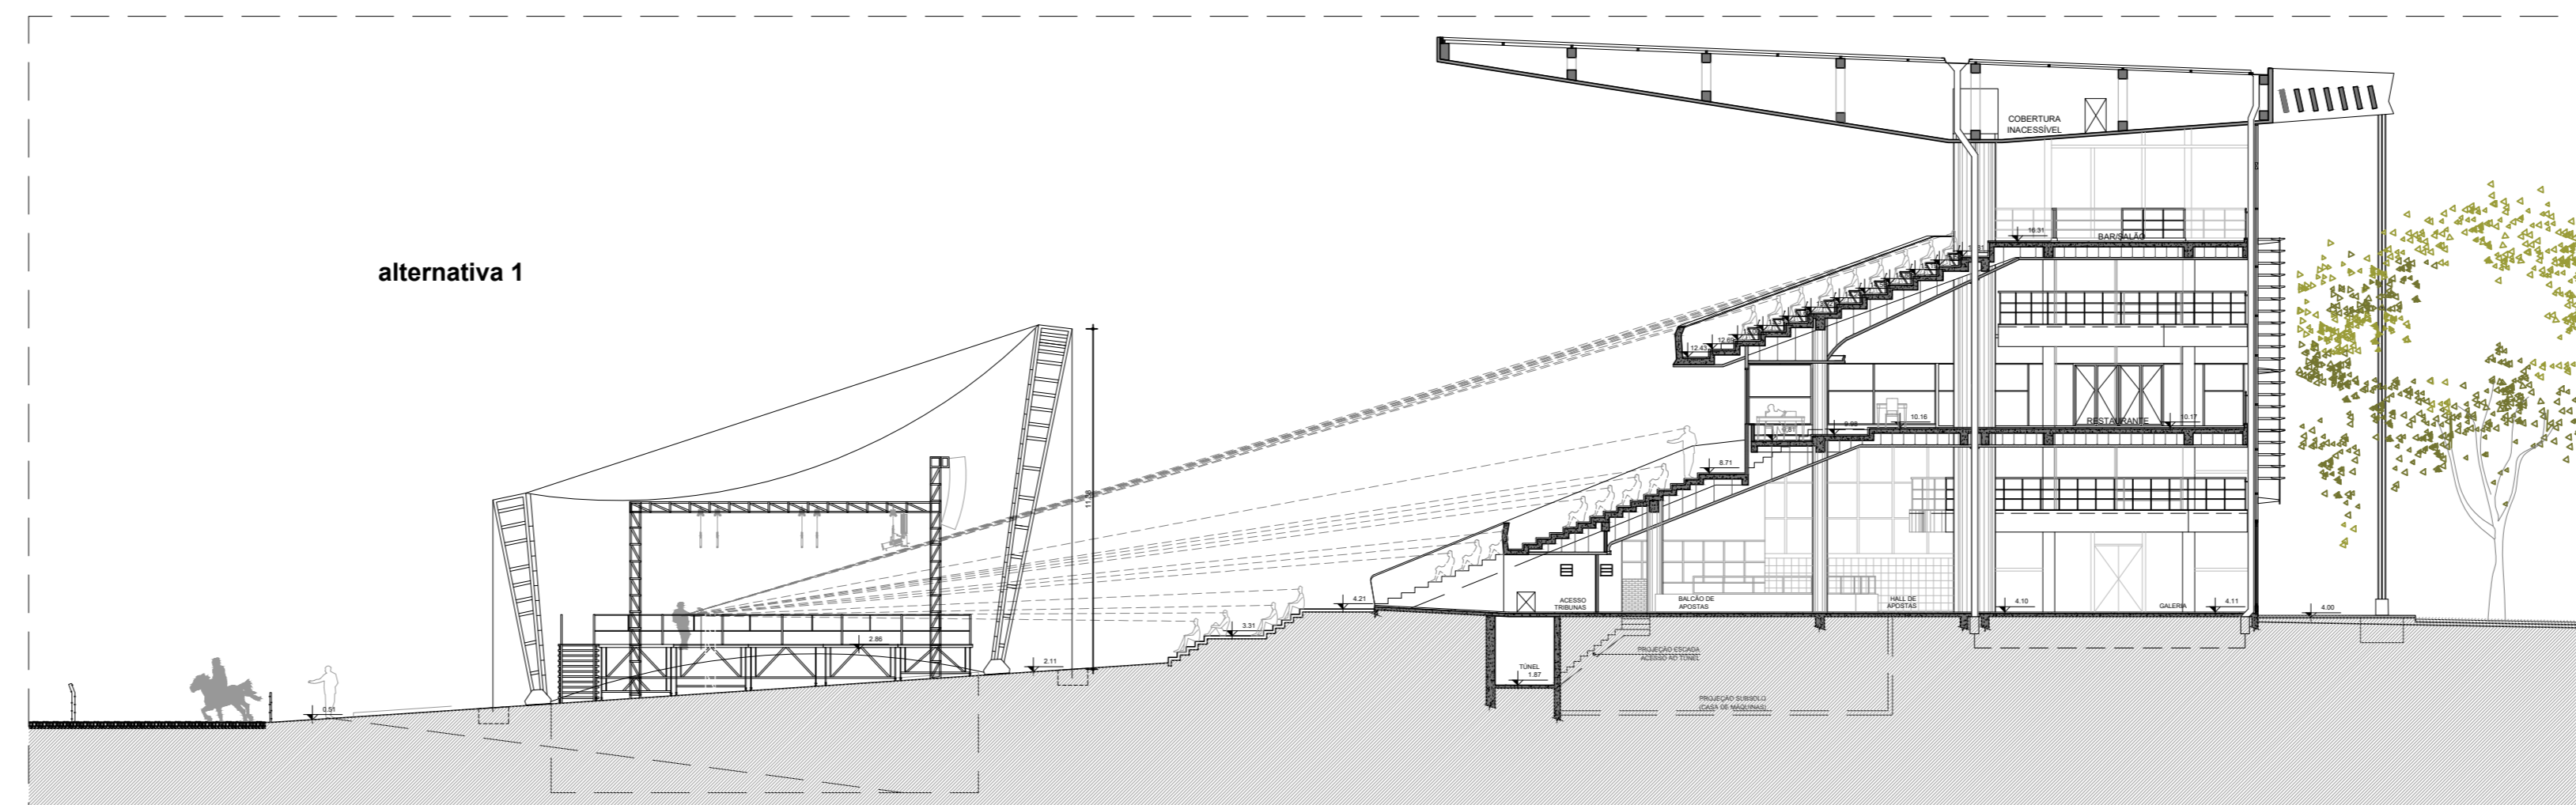 COBERTURA
INACESSÍVEL
16.31
BAR/SALÃO
alternativa 1
12.43
12.69
10.16
10.17
RESTAURANTE
8.71
ACESSO
TRIBUNAS
BALCÃO DE
APOSTAS
HALL DE
APOSTAS
4.21
4.10
GALERIA
4.11
4.00
3.31
2.86
2.11
PROJEÇÃO ESCADA
ACESSO AO TÚNEL
TÚNEL
1.87
PROJEÇÃO SUBSOLO
(CASA DE MÁQUINAS)
0.51